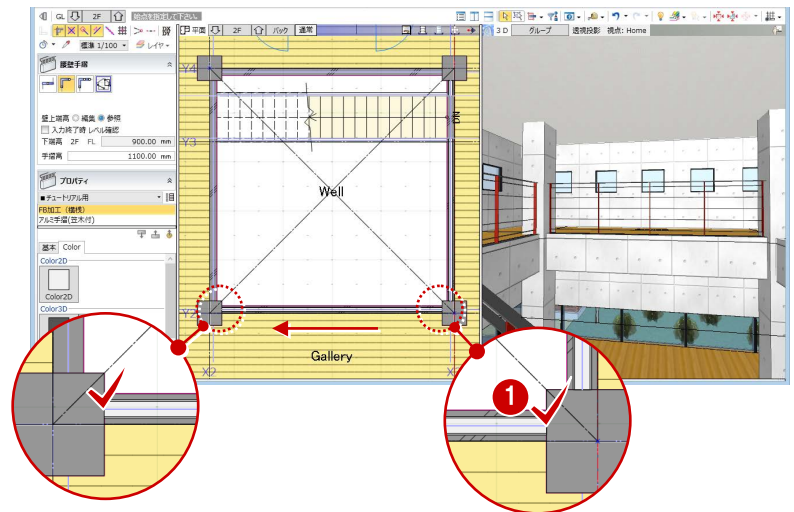 GL 2F 始点を指定して下さい。
標準 1/100 レイヤ
腰壁手摺
壁上端高 編集 参照
入力終了時 レベル確認
下端高 2F FL 900.00 mm
手摺高 1100.00 mm
プロパティ
■チュートリアル用
FB加工（横桟）
アルミ手摺(笠木付)
基本 Color
Color2D
Color2D
Color3D
平面 2F バック 通常
Y4
DN
Y3
Well
Y2
Gallery
X2
3D グループ 透視投影 視点: Home
1